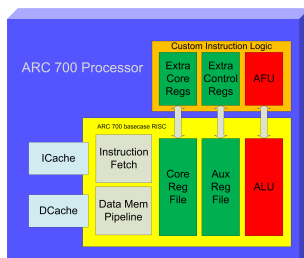 Custom Instruction Logic
ARC 700 Processor
Extra
Core
Regs
Extra
Control
Regs
AFU
ARC 700 basecase RISC
ICache
Instruction
Fetch
DCache
Data Mem
Pipeline
Core
Reg
File
Aux
Reg
File
ALU